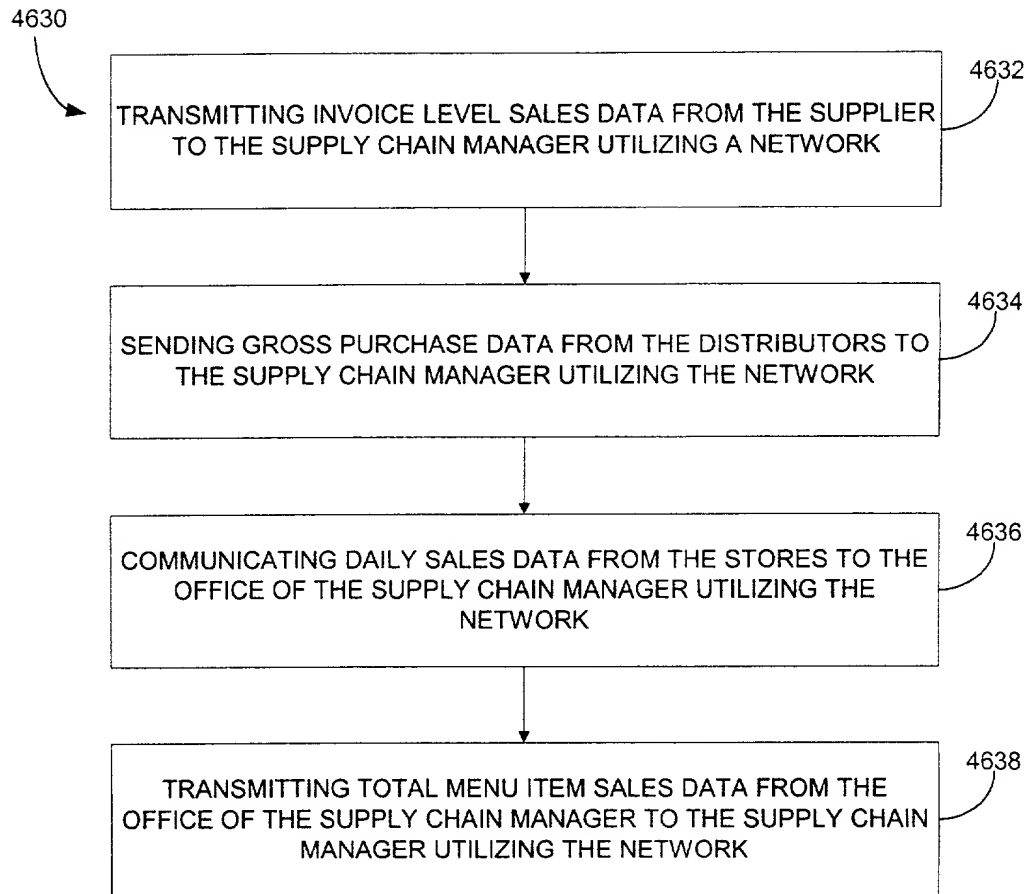 4630
4632
TRANSMITTING INVOICE LEVEL SALES DATA FROM THE SUPPLIER
TO THE SUPPLY CHAIN MANAGER UTILIZING A NETWORK
4634
SENDING GROSS PURCHASE DATA FROM THE DISTRIBUTORS TO
THE SUPPLY CHAIN MANAGER UTILIZING THE NETWORK
4636
COMMUNICATING DAILY SALES DATA FROM THE STORES TO THE
OFFICE OF THE SUPPLY CHAIN MANAGER UTILIZING THE
NETWORK
4638
TRANSMITTING TOTAL MENU ITEM SALES DATA FROM THE
OFFICE OF THE SUPPLY CHAIN MANAGER TO THE SUPPLY CHAIN
MANAGER UTILIZING THE NETWORK